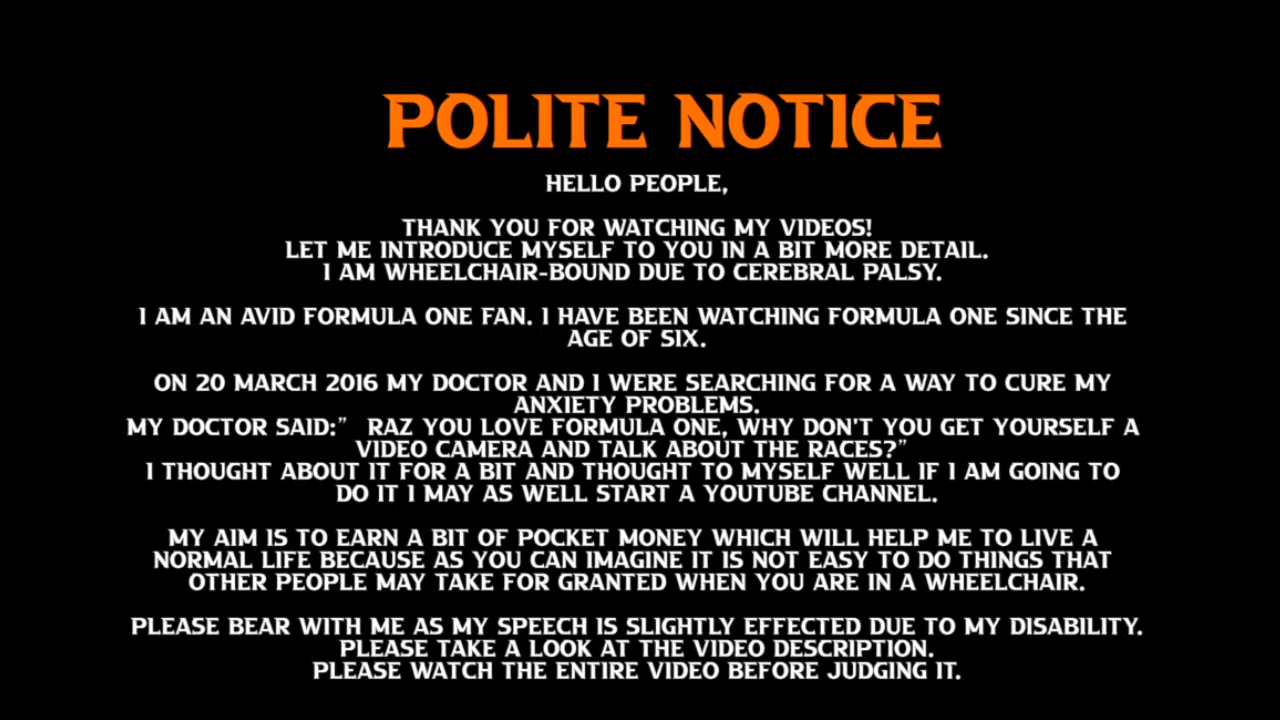 POLITE NOTICE
HELLO PEOPLE,
THANK YOU FOR WATCHING MY VIDEOS!
LET ME INTRODUCE MYSELF TO YOU IN A BIT MORE DETAIL.
I AM WHEELCHAIR-BOUND DUE TO CEREBRAL PALSY.
I AM AN AVID FORMULA ONE FAN. I HAVE BEEN WATCHING FORMULA ONE SINCE THE
AGE OF SIX.
ON 20 MARCH 2016 MY DOCTOR AND I WERE SEARCHING FOR A WAY TO CURE MY
ANXIETY PROBLEMS.
MY DOCTOR SAID:" RAZ YOU LOVE FORMULA ONE, WHY DON'T YOU GET YOURSELF A
VIDEO CAMERA AND TALK ABOUT THE RACES?"
I THOUGHT ABOUT IT FOR A BIT AND THOUGHT TO MYSELF WELL IF I AM GOING TO
DO IT I MAY AS WELL START A YOUTUBE CHANNEL.
MY AIM IS TO EARN A BIT OF POCKET MONEY WHICH WILL HELP ME TO LIVE A
NORMAL LIFE BECAUSE AS YOU CAN IMAGINE IT IS NOT EASY TO DO THINGS THAT
OTHER PEOPLE MAY TAKE FOR GRANTED WHEN YOU ARE IN A WHEELCHAIR.
PLEASE BEAR WITH ME AS MY SPEECH IS SLIGHTLY EFFECTED DUE TO MY DISABILITY.
PLEASE TAKE A LOOK AT THE VIDEO DESCRIPTION.
PLEASE WATCH THE ENTIRE VIDEO BEFORE JUDGING IT.